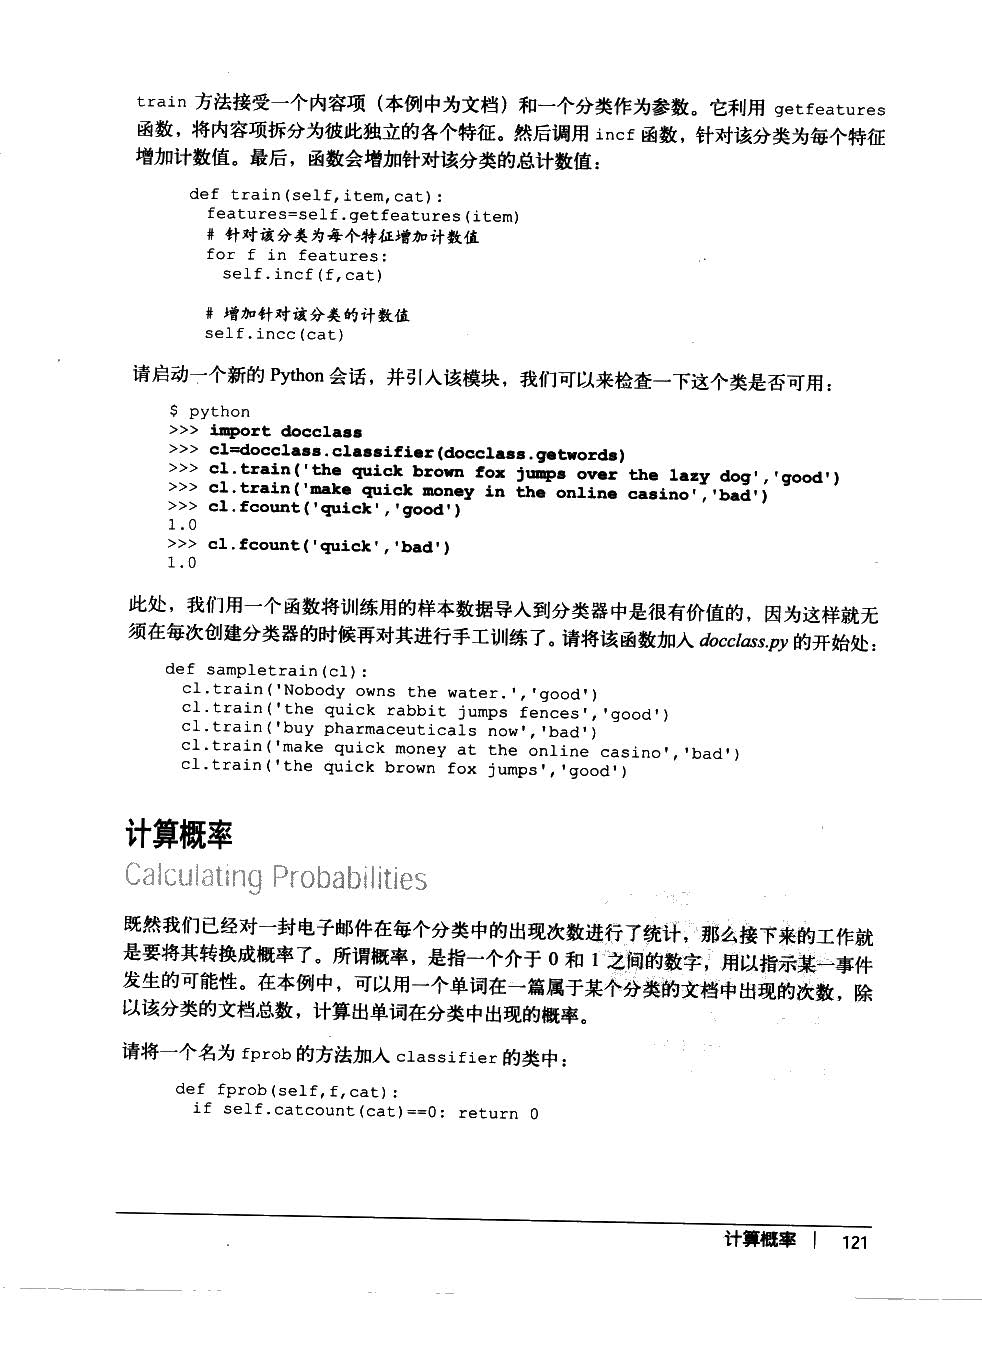 train 方法接受一个内容项（本例中为文档）和一个分类作为参数。它利用 getfeatures
函数，将内容项拆分为彼此独立的各个特征。然后调用 incf 函数，针对该分类为每个特征
增加计数值。最后，函数会增加针对该分类的总计数值：
def train(self,item,cat):
features=self.getfeatures(item)
# 针对该分类为每个特征增加计数值
for f in features:
self.incf(f,cat)
# 增加针对该分类的计数值
self.incc(cat)
请启动一个新的 Python 会话，并引入该模块，我们可以来检查一下这个类是否可用：
$ python
>>> import docclass
>>> cl=docclass.classifier(docclass.getwords)
>>> cl.train('the quick brown fox jumps over the lazy dog','good')
>>> cl.train('make quick money in the online casino','bad')
>>> cl.fcount('quick','good')
1.0
>>> cl.fcount('quick','bad')
1.0
此处，我们用一个函数将训练用的样本数据导入到分类器中是很有价值的，因为这样就无
须在每次创建分类器的时候再对其进行手工训练了。请将该函数加入 docclass.py 的开始处：
def sampletrain(cl):
cl.train('Nobody owns the water.','good')
cl.train('the quick rabbit jumps fences','good')
cl.train('buy pharmaceuticals now','bad')
cl.train('make quick money at the online casino','bad')
cl.train('the quick brown fox jumps','good')
计算概率
Calculating Probabilities
既然我们已经对一封电子邮件在每个分类中的出现次数进行了统计，那么接下来的工作就
是要将其转换成概率了。所谓概率，是指一个介于 0 和 1 之间的数字，用以指示某一事件
发生的可能性。在本例中，可以用一个单词在一篇属于某个分类的文档中出现的次数，除
以该分类的文档总数，计算出单词在分类中出现的概率。
请将一个名为 fprob 的方法加入 classifier 的类中：
def fprob(self,f,cat):
if self.catcount(cat)==0: return 0
计算概率 | 121